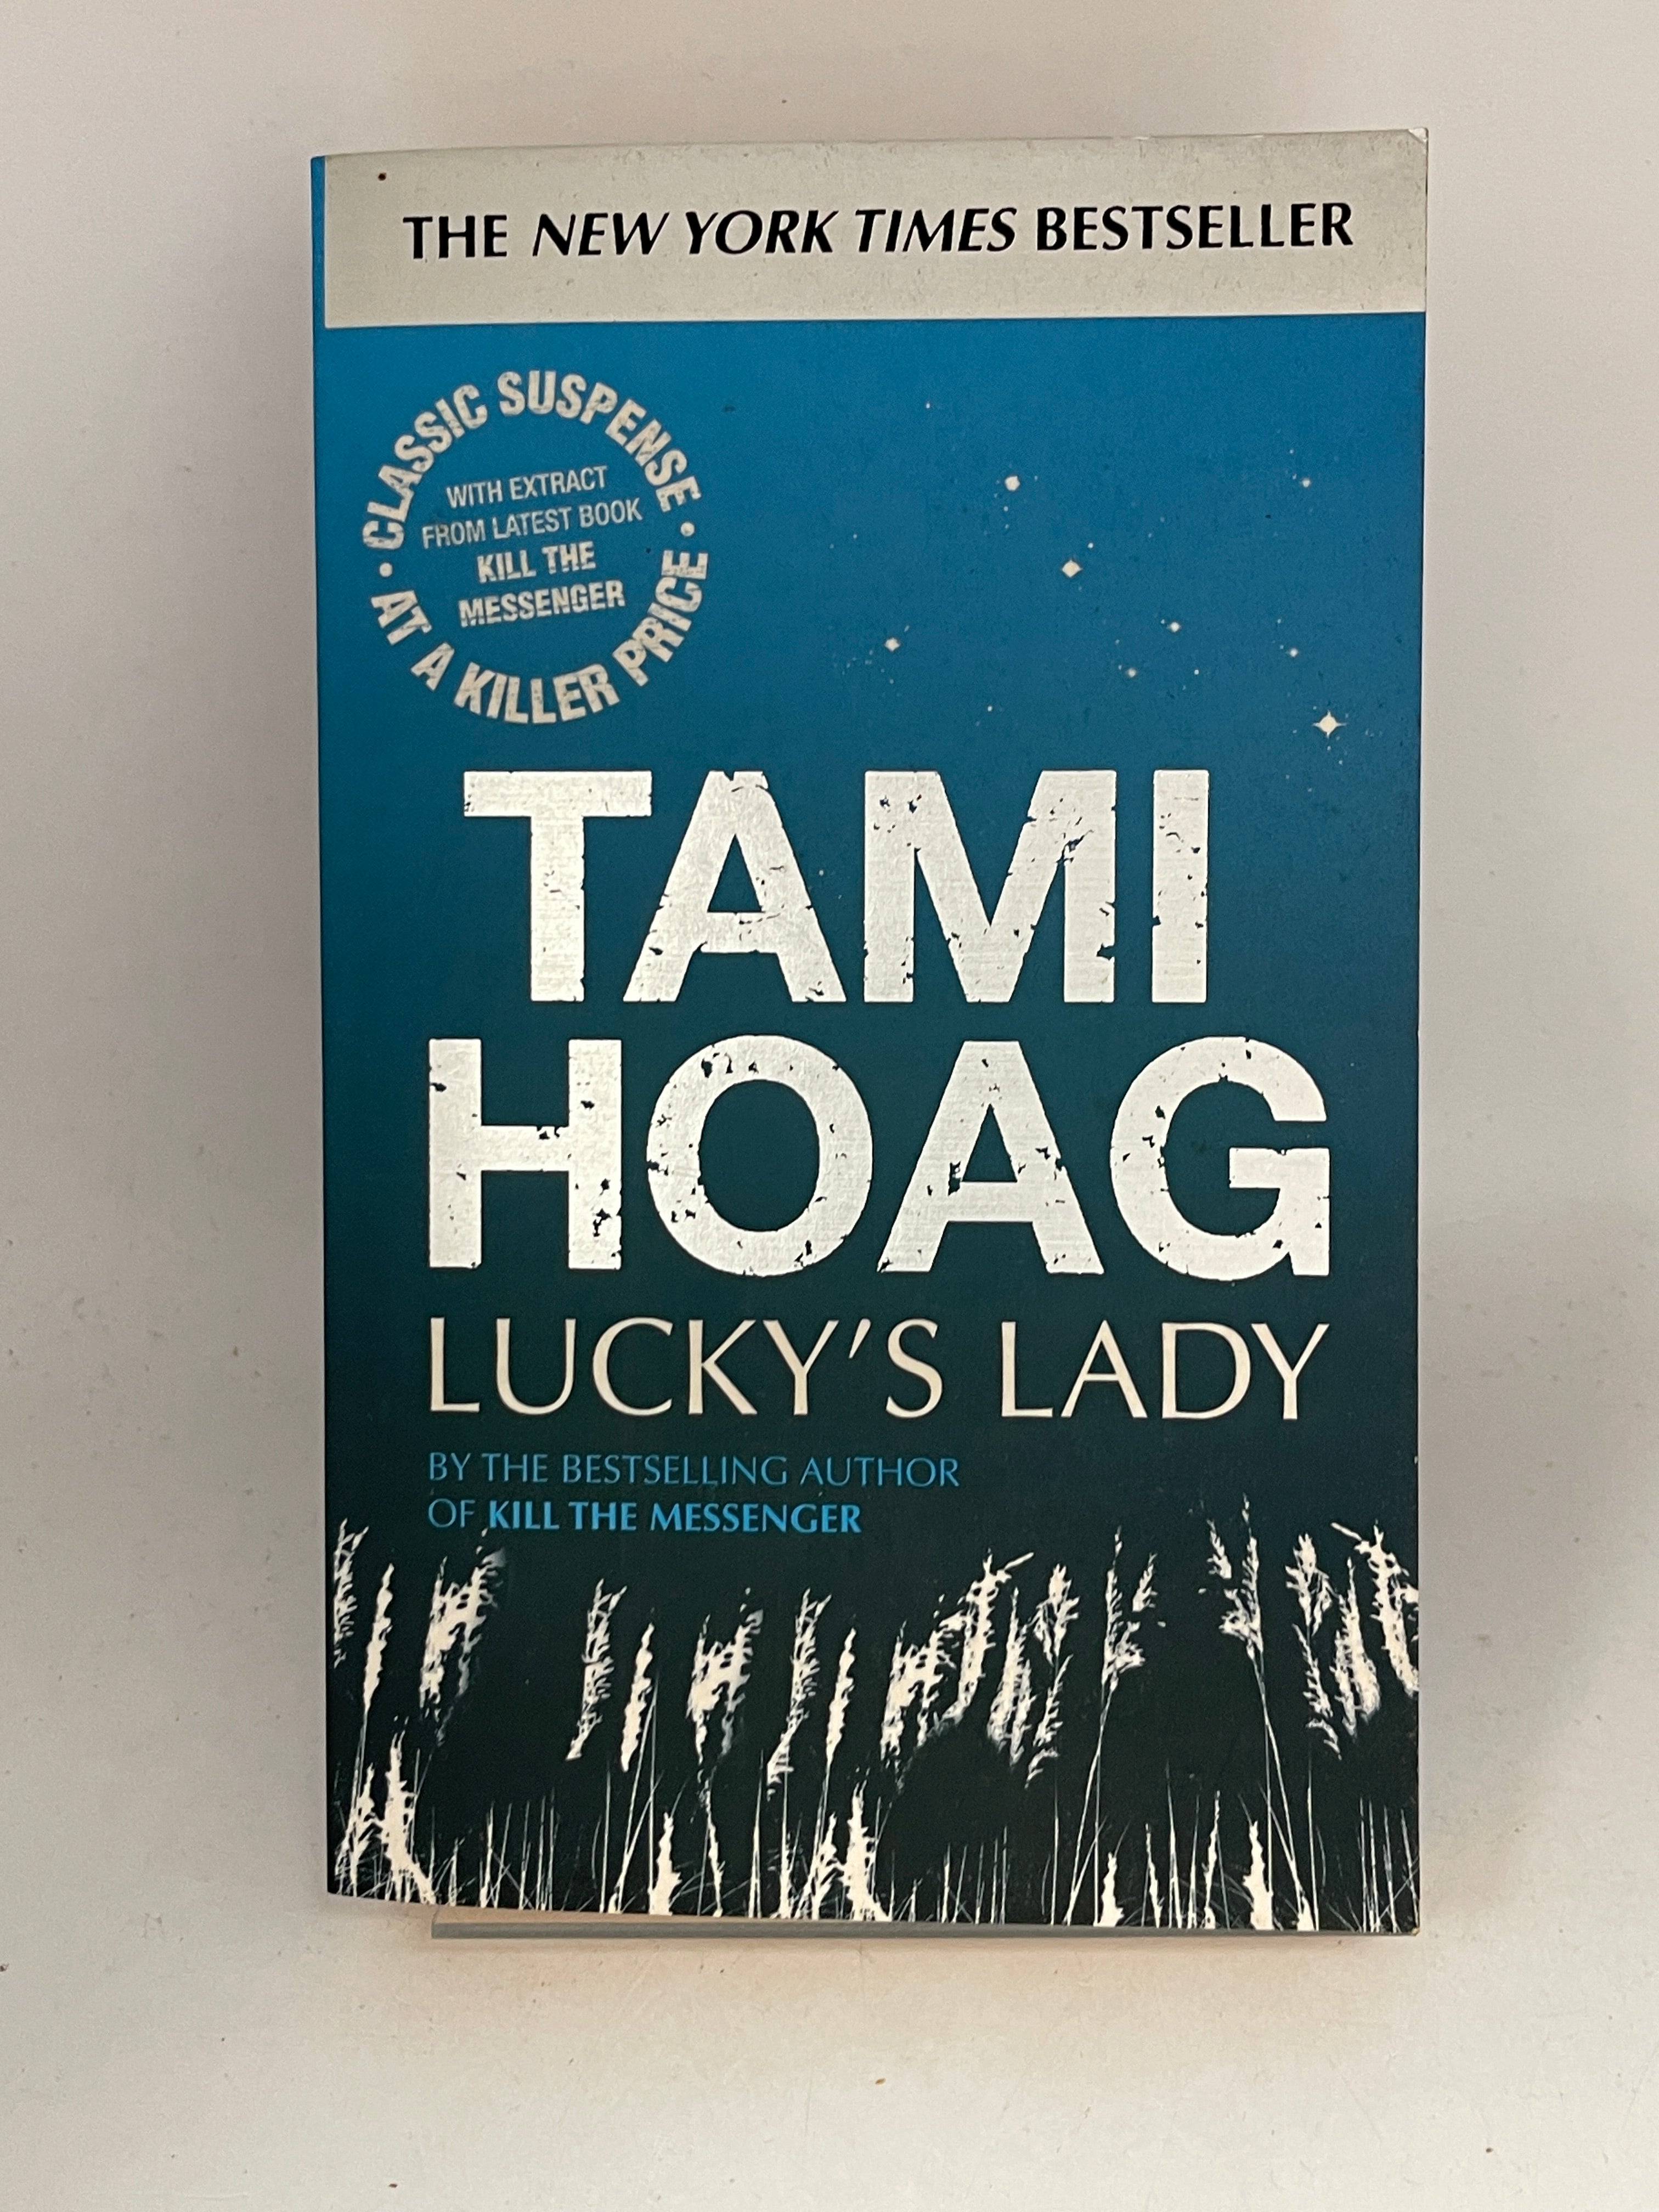 THE NEW YORK TIMES BESTSELLER
· CLASSIC SUSPENSE ·
AT A KILLER PRICE
WITH EXTRACT
FROM LATEST BOOK
KILL THE
MESSENGER
TAMI
HOAG
LUCKY'S LADY
BY THE BESTSELLING AUTHOR
OF KILL THE MESSENGER